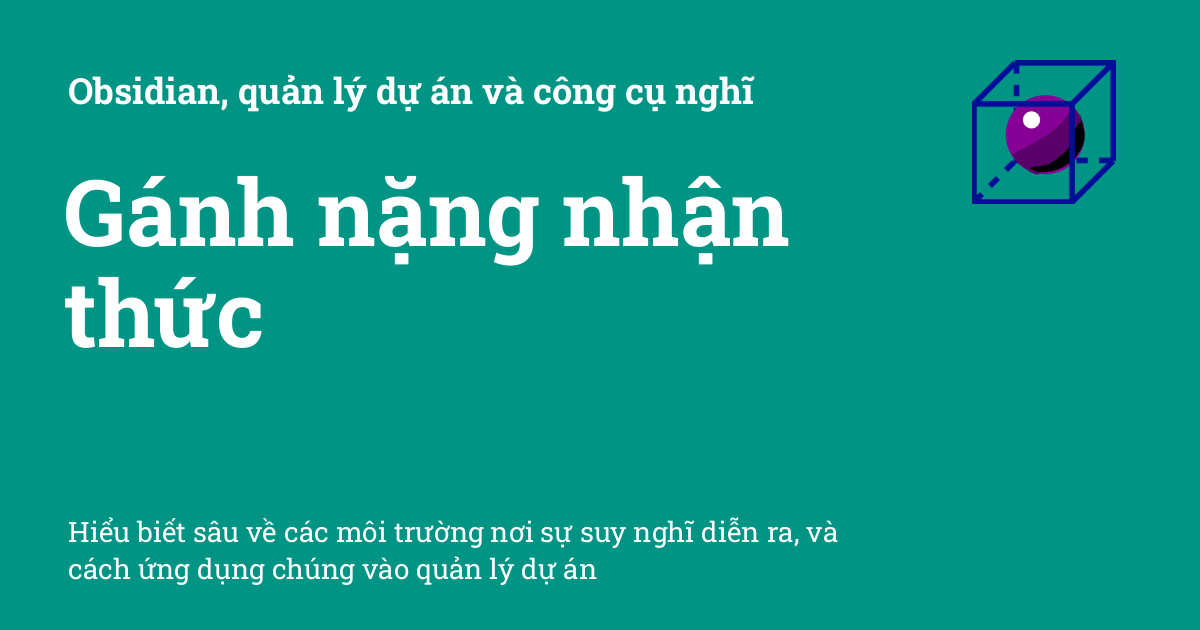 Obsidian, quản lý dự án và công cụ nghĩ
Gánh nặng nhận
thức
Hiểu biết sâu về các môi trường nơi sự suy nghĩ diễn ra, và
cách ứng dụng chúng vào quản lý dự án